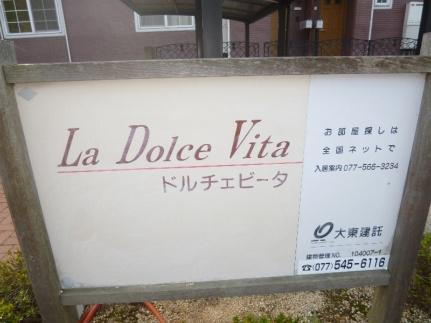 La Dolce Vita
ドルチェビータ
お部屋探しは
全国ネットで
入居案内 077-566-3234
大東建託
建物管理NO. 104007-1
☎(077)545-6116